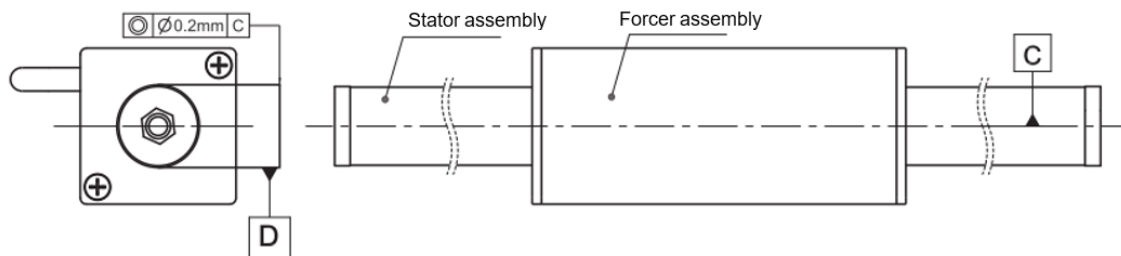 ◎ Ø0.2mm C
Stator assembly
Forcer assembly
C
D